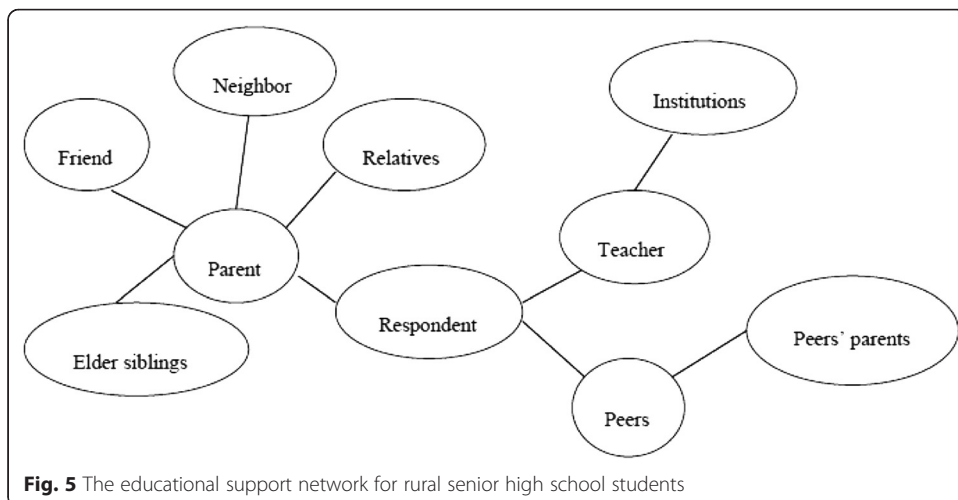 Neighbor
Institutions
Friend
Relatives
Teacher
Parent
Respondent
Peers' parents
Elder siblings
Peers
Fig. 5 The educational support network for rural senior high school students